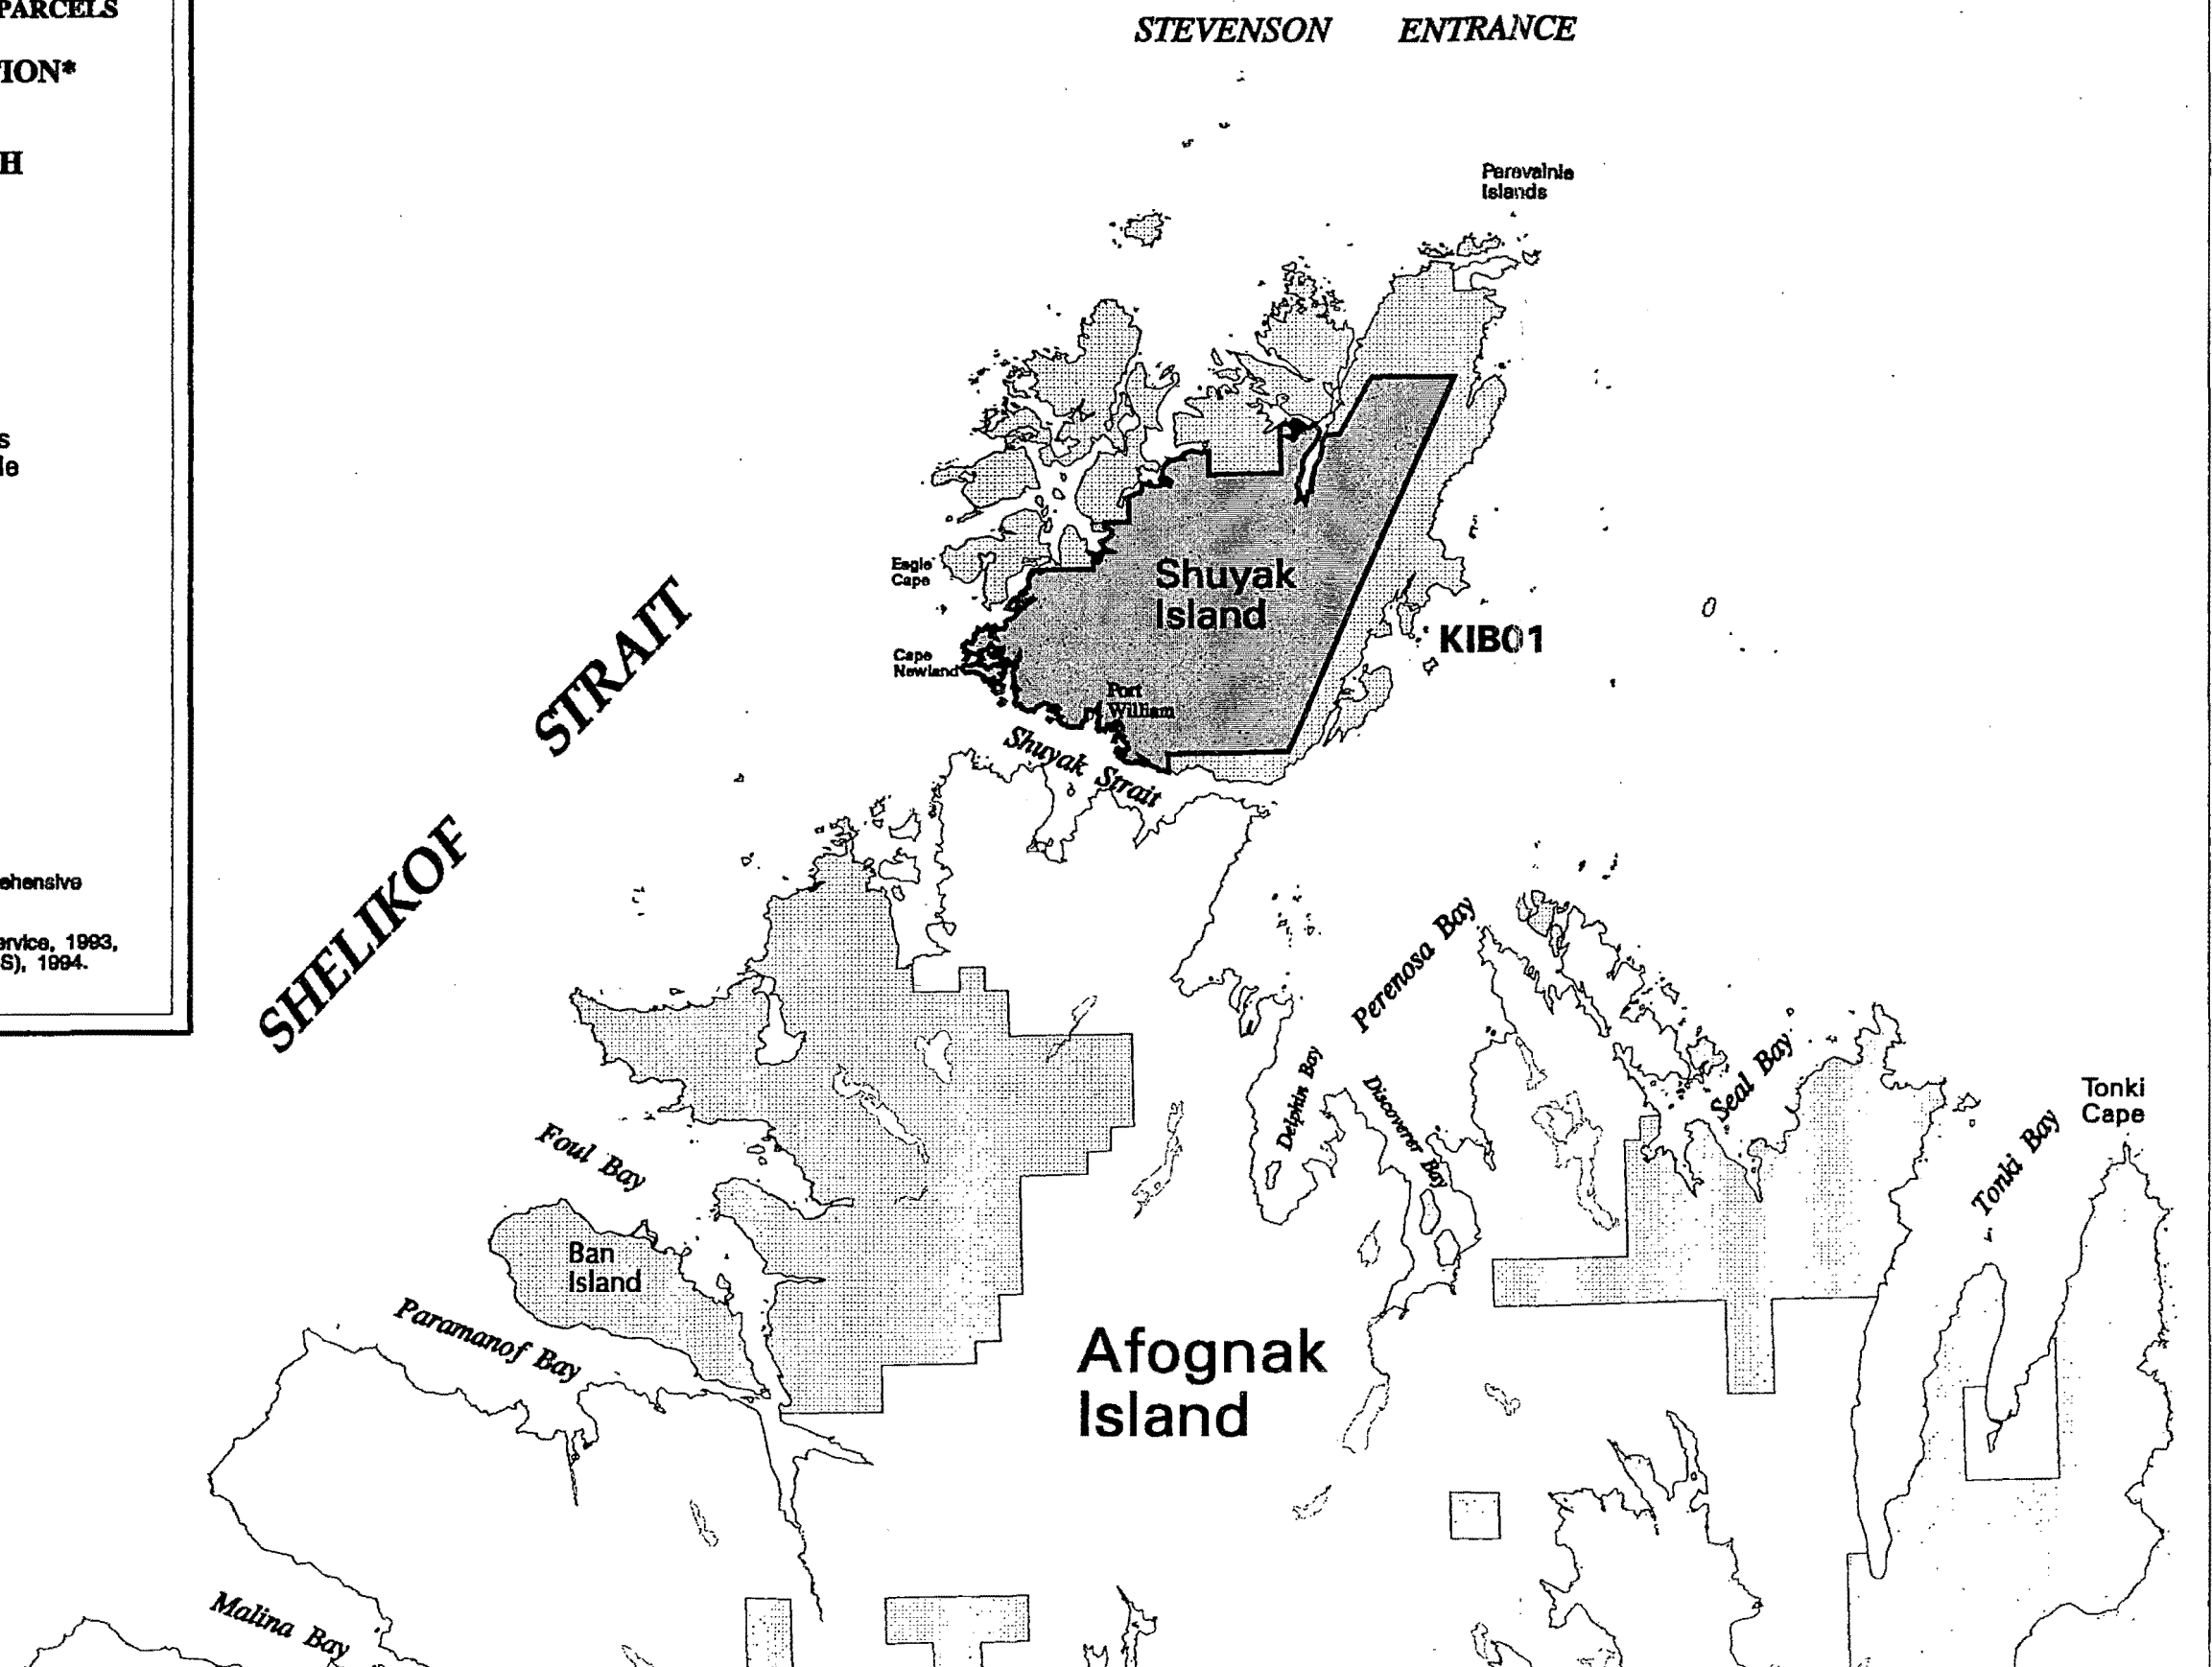 PARCELS
TION*
H
s
le
ehensive
ervice, 1993,
S), 1994.
STEVENSON ENTRANCE
Perevalnie
Islands
Eagle
Cape
Shuyak
Island
KIB01
Cape
Newland
Port
William
Shuyak Strait
SHELIKOF STRAIT
Perenosa Bay
Seal Bay
Delphin Bay
Discoverer Bay
Tonki
Cape
Tonki Bay
Foul Bay
Ban
Island
Paramanof Bay
Afognak
Island
Malina Bay